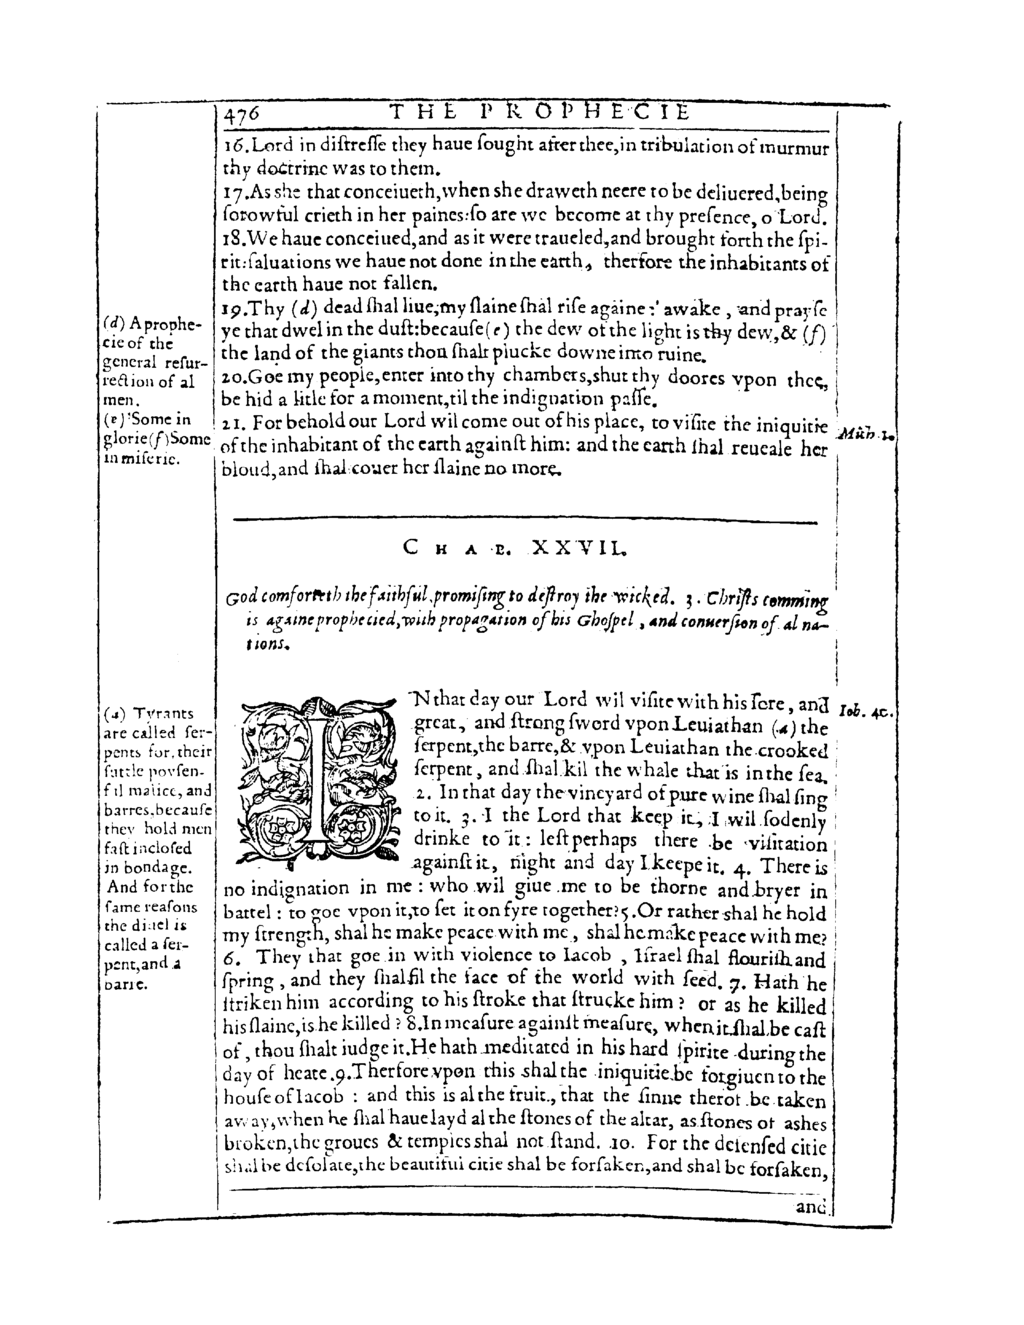 476 THE PROPHECIE
16.Lord in diſtreſſe they haue ſought after thee,in tribulation of murmur
thy doctrine was to them.
17.As she that conceiueth,when she draweth neere to be deliuered,being
ſorowful crieth in her paines:ſo are we become at thy preſence, o Lord.
18.We haue conceiued,and as it were traueled,and brought forth the ſpi-
rit:ſaluations we haue not done in the earth, therfore the inhabitants of
the earth haue not fallen.
19.Thy (d) dead ſhal liue,my ſlaine ſhal riſe againe: awake, and prayſe
ye that dwel in the duſt:becauſe(e) the dew of the light is thy dew,& (f)
the land of the giants thou ſhalt plucke downe into ruine.
20.Goe my people,enter into thy chambers,shut thy doores vpon thee,
be hid a litle for a moment,til the indignation paſſe.
21. For behold our Lord wil come out of his place, to viſite the iniquitie
of the inhabitant of the earth againſt him: and the earth ſhal reueale her
bloud,and ſhal couer her ſlaine no more.
(d) A prophe-
cie of the
general reſur-
rection of al
men.
(e) Some in
glorie(f)Some
in miſerie.
Mich. 1.
CHAP. XXVII.
God comforteth the faithful,promiſing to deſtroy the wicked. 3. Chriſts comming
is againe prophecied,with propagation of his Ghoſpel, and conuerſion of al na-
tions.
IN that day our Lord wil viſite with his ſore, and
great, and ſtrong ſword vpon Leuiathan (a) the
ſerpent,the barre,& vpon Leuiathan the crooked
ſerpent, and ſhal kil the whale that is in the ſea.
2. In that day the vineyard of pure wine ſhal ſing
to it. 3. I the Lord that keep it, I wil ſodenly
drinke to it: leſt perhaps there be viſitation
againſt it, night and day I keepe it. 4. There is
no indignation in me: who wil giue me to be thorne and bryer in
battel: to goe vpon it,to ſet it on fyre together? 5.Or rather shal he hold
my ſtrength, shal he make peace with me, shal he make peace with me?
6. They that goe in with violence to Iacob, Iſrael ſhal flouriſh and
ſpring, and they ſhal fil the face of the world with ſeed. 7. Hath he
ſtriken him according to his ſtroke that ſtrucke him? or as he killed
his ſlaine,is he killed? 8.In meaſure againſt meaſure, when it ſhal be caſt
of, thou ſhalt iudge it.He hath meditated in his hard ſpirite during the
day of heate.9.Therfore vpon this shal the iniquitie be forgiuen to the
houſe of Iacob: and this is al the fruit, that the ſinne therof be taken
away,when he ſhal haue layd al the ſtones of the altar, as ſtones of ashes
broken,the groues & temples shal not ſtand. 10. For the defenſed citie
shal be deſolate,the beautiful citie shal be forſaken,and shal be forſaken,
and
(a) Tyrants
are called ſer-
pents for their
ſuttle poyſen-
ful malice, and
barres,becauſe
they hold men
faſt incloſed
in bondage.
And for the
ſame reaſons
the diuel is
called a ſer-
pent,and a
barre.
Iob. 40.